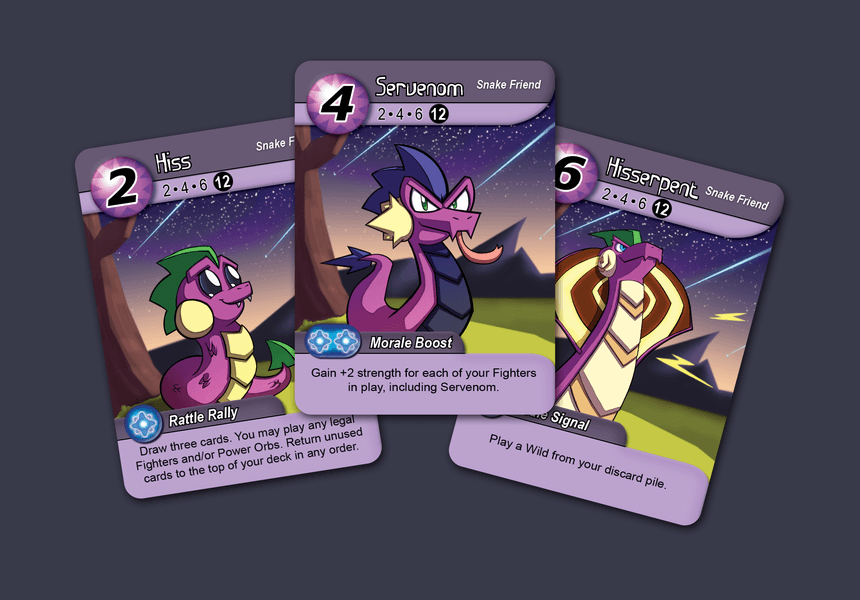 2
Hiss
Snake F
2•4•6 12
Rattle Rally
Draw three cards. You may play any legal
Fighters and/or Power Orbs. Return unused
cards to the top of your deck in any order.
4
Servenom
Snake Friend
2•4•6 12
Morale Boost
Gain +2 strength for each of your Fighters
in play, including Servenom.
6
Hisserpent
Snake Friend
2•4•6 12
Signal
Play a Wild from your discard pile.